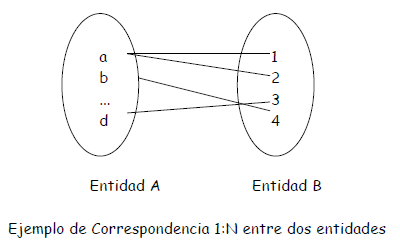 a 1
b 2
... 3
d 4
Entidad A Entidad B
Ejemplo de Correspondencia 1:N entre dos entidades